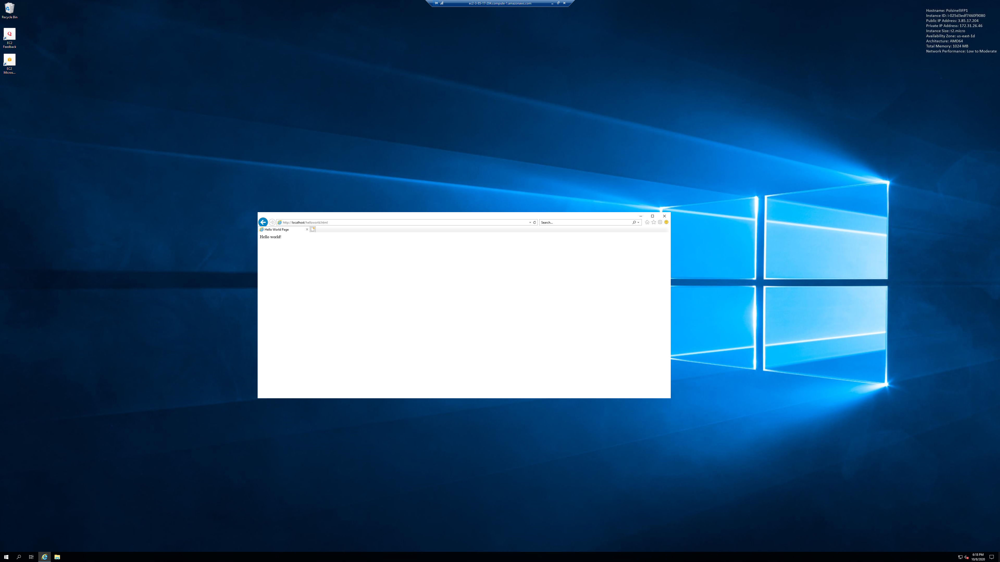 ec2-3-85-17-204.compute-1.amazonaws.com
Recycle Bin
Q
EC2
Feedback
EC2
Micros...
Hostname: PolsinelliFP1
Instance ID: i-025d3edf7460f9080
Public IP Address: 3.85.17.204
Private IP Address: 172.31.26.46
Instance Size: t2.micro
Availability Zone: us-east-1d
Architecture: AMD64
Total Memory: 1024 MB
Network Performance: Low to Moderate
http://localhost/helloworld.html
Search...
Hello World Page
Hello world!
6:18 PM
10/8/2020